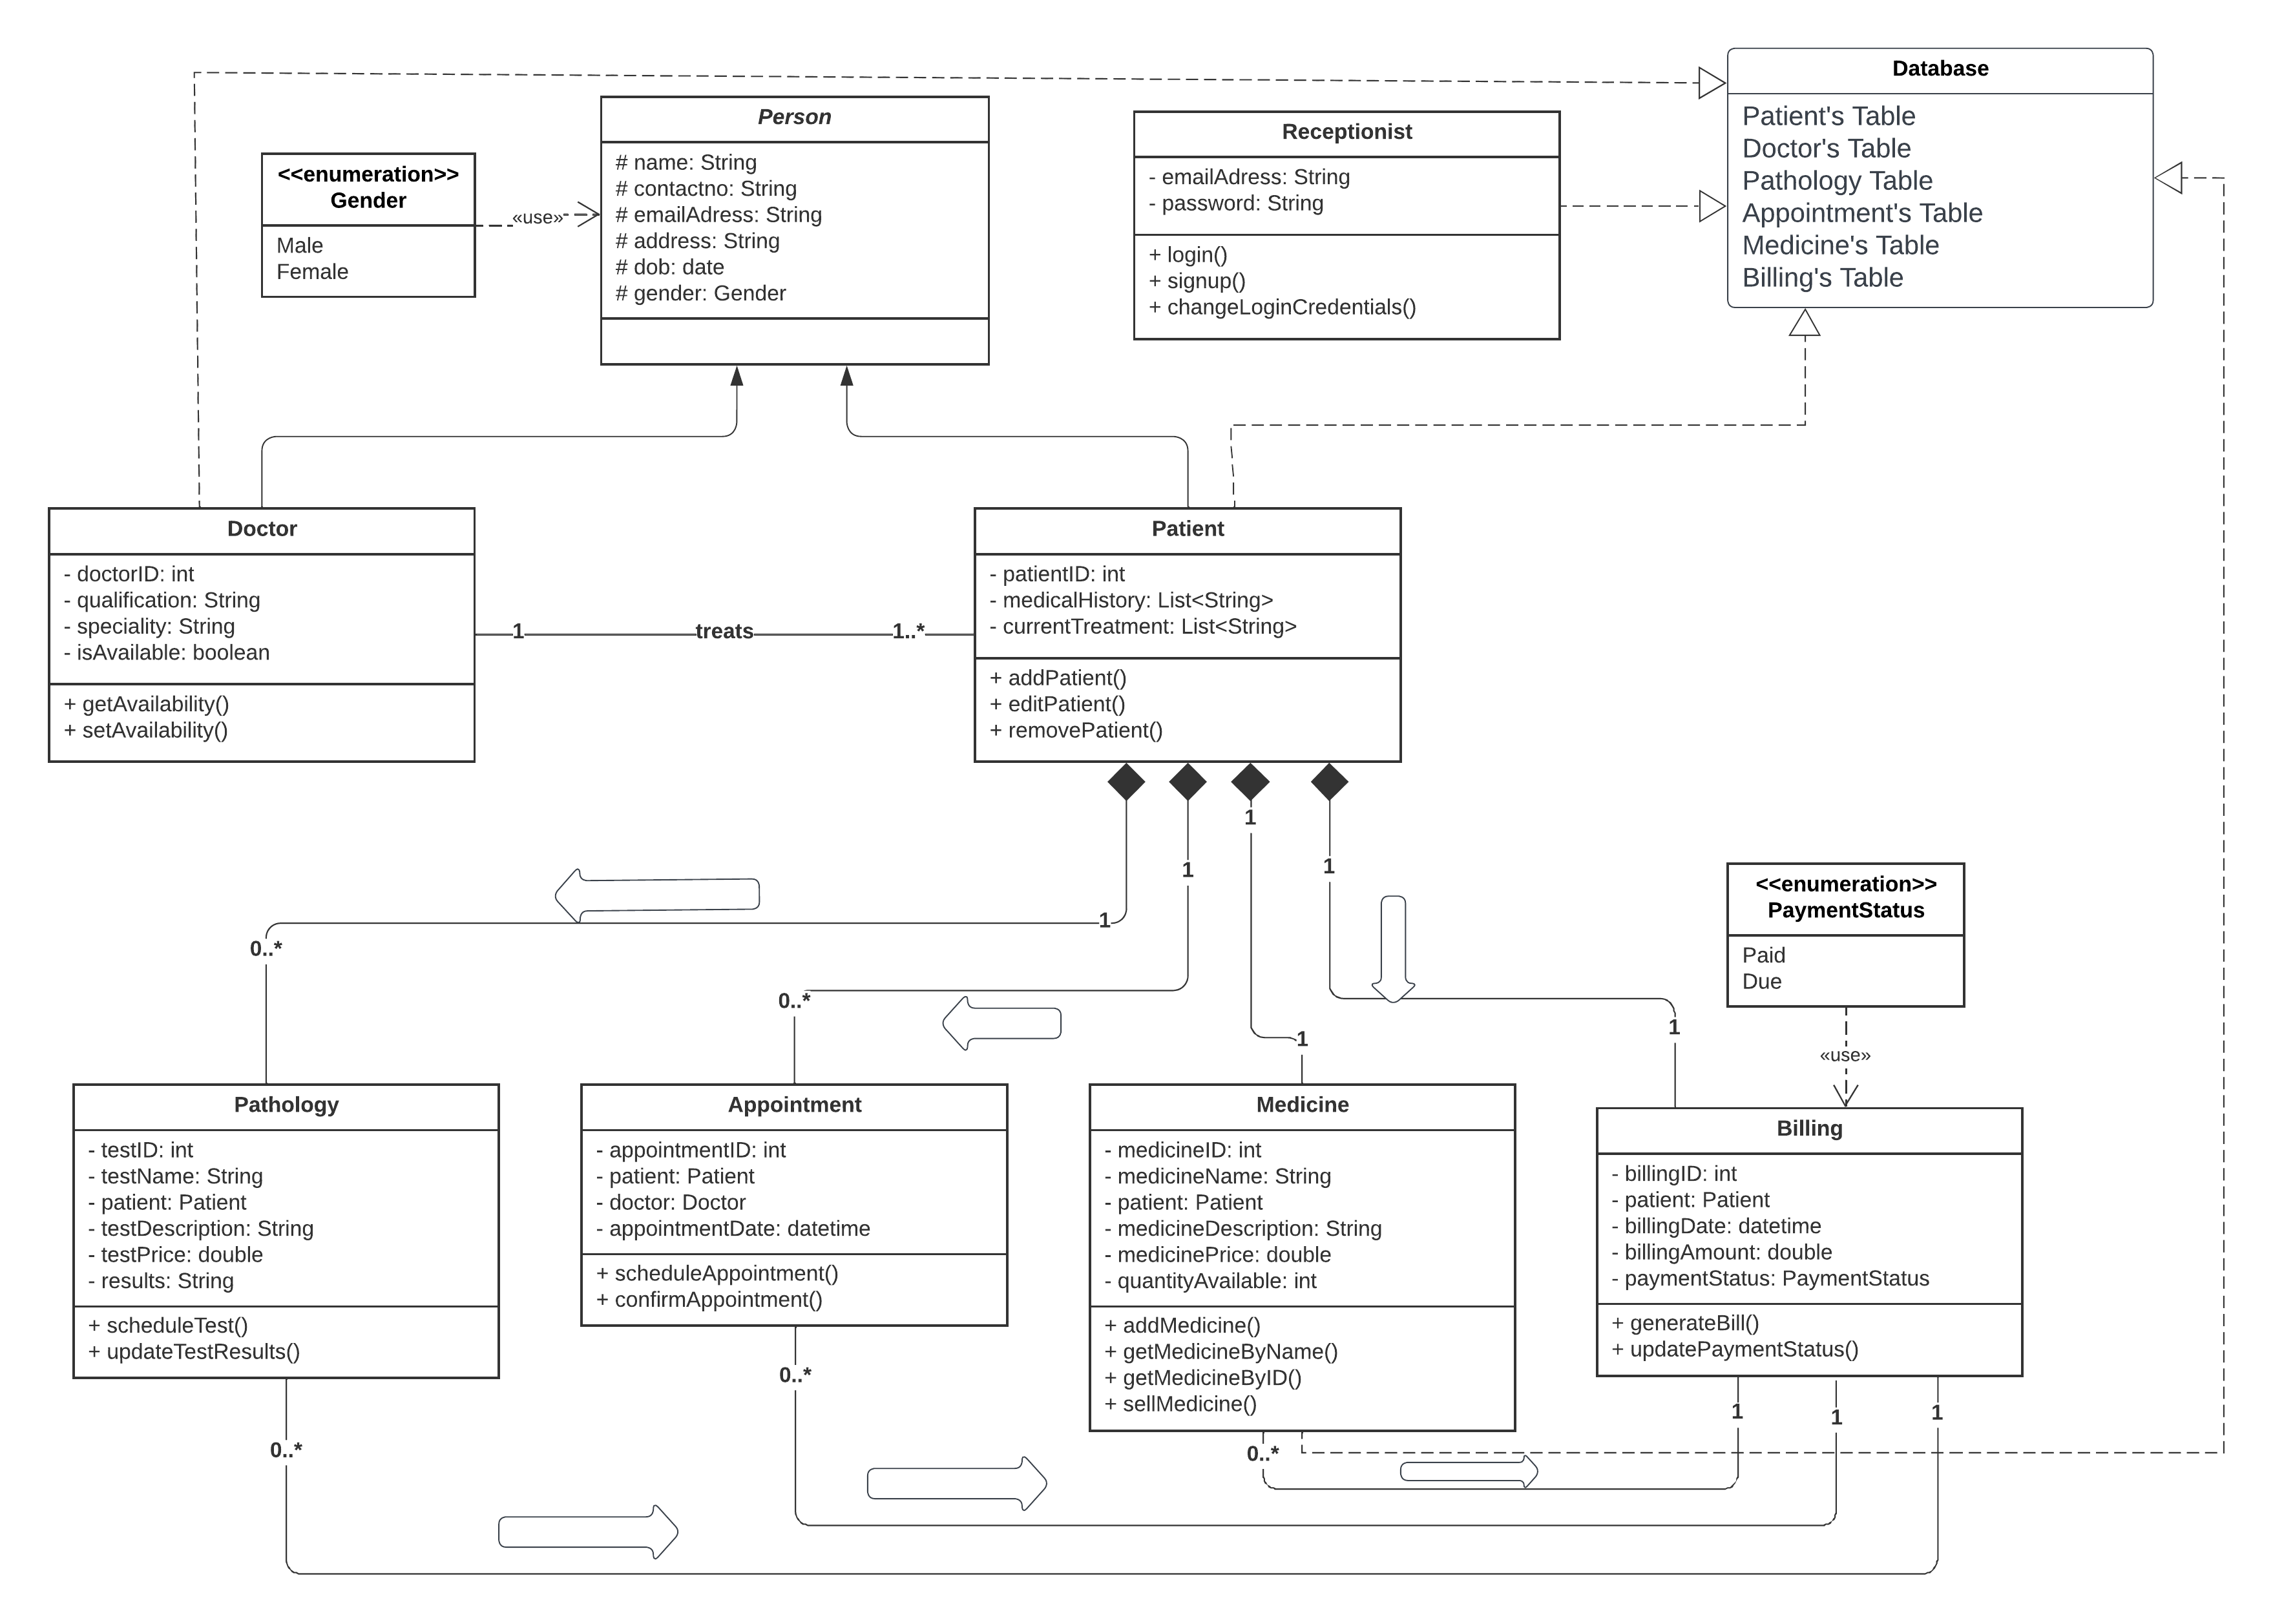 Database
Patient's Table
Doctor's Table
Pathology Table
Appointment's Table
Medicine's Table
Billing's Table
Person
# name: String
# contactno: String
# emailAdress: String
# address: String
# dob: date
# gender: Gender
Receptionist
- emailAdress: String
- password: String
+ login()
+ signup()
+ changeLoginCredentials()
<<enumeration>>
Gender
Male
Female
«use»
Doctor
- doctorID: int
- qualification: String
- speciality: String
- isAvailable: boolean
+ getAvailability()
+ setAvailability()
1
treats
1..*
Patient
- patientID: int
- medicalHistory: List<String>
- currentTreatment: List<String>
+ addPatient()
+ editPatient()
+ removePatient()
1
1
1
1
0..*
0..*
1
1
<<enumeration>>
PaymentStatus
Paid
Due
«use»
Pathology
- testID: int
- testName: String
- patient: Patient
- testDescription: String
- testPrice: double
- results: String
+ scheduleTest()
+ updateTestResults()
Appointment
- appointmentID: int
- patient: Patient
- doctor: Doctor
- appointmentDate: datetime
+ scheduleAppointment()
+ confirmAppointment()
Medicine
- medicineID: int
- medicineName: String
- patient: Patient
- medicineDescription: String
- medicinePrice: double
- quantityAvailable: int
+ addMedicine()
+ getMedicineByName()
+ getMedicineByID()
+ sellMedicine()
Billing
- billingID: int
- patient: Patient
- billingDate: datetime
- billingAmount: double
- paymentStatus: PaymentStatus
+ generateBill()
+ updatePaymentStatus()
0..*
0..*
0..*
1
1
1